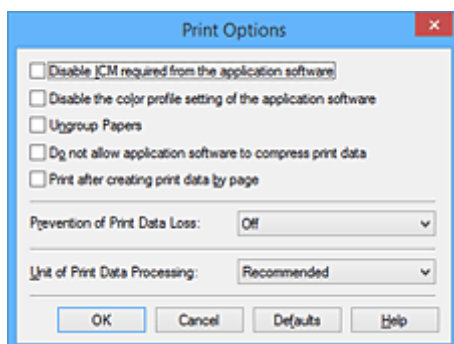 Print Options
Disable ICM required from the application software
Disable the color profile setting of the application software
Ungroup Papers
Do not allow application software to compress print data
Print after creating print data by page
Prevention of Print Data Loss: Off
Unit of Print Data Processing: Recommended
OK Cancel Defaults Help